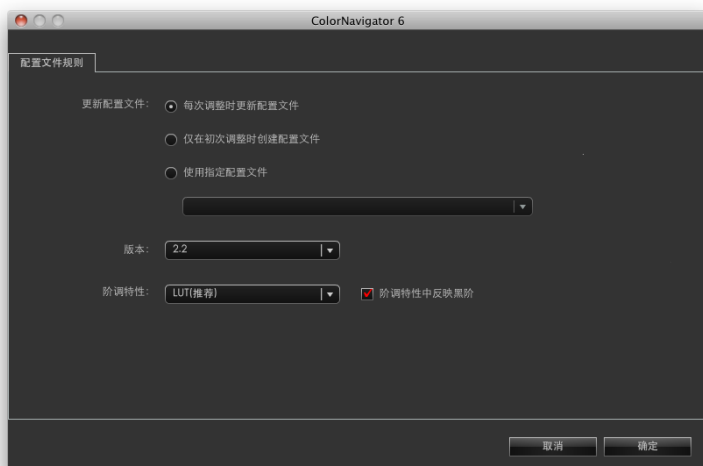 ColorNavigator 6
配置文件规则
更新配置文件:
每次调整时更新配置文件
仅在初次调整时创建配置文件
使用指定配置文件
版本: 2.2
阶调特性: LUT(推荐) 阶调特性中反映黑阶
取消 确定